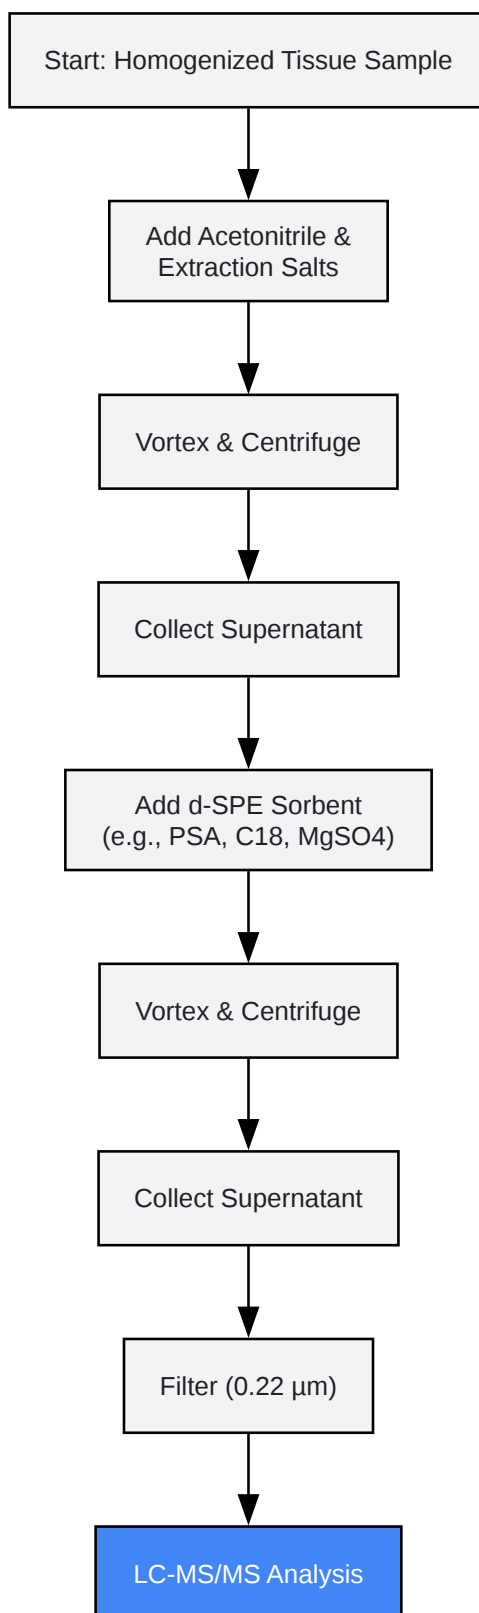 Start: Homogenized Tissue Sample
Add Acetonitrile &
Extraction Salts
Vortex & Centrifuge
Collect Supernatant
Add d-SPE Sorbent
(e.g., PSA, C18, MgSO4)
Vortex & Centrifuge
Collect Supernatant
Filter (0.22 µm)
LC-MS/MS Analysis